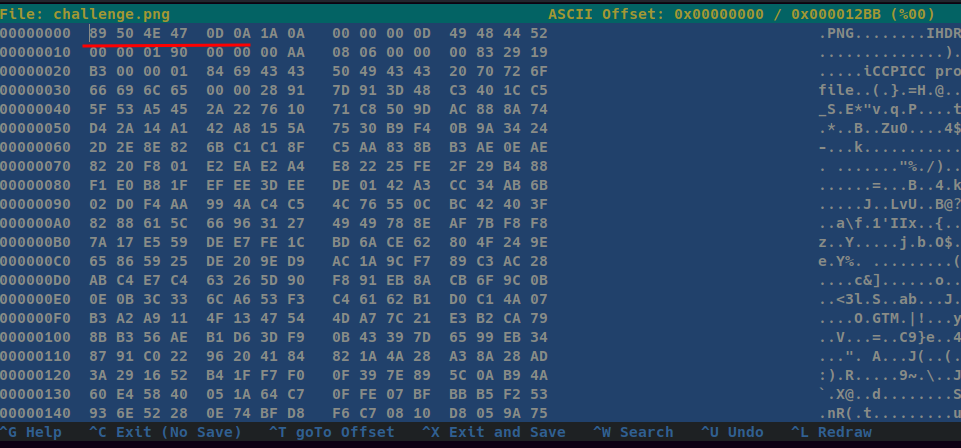 File: challenge.png ASCII Offset: 0x00000000 / 0x000012BB (%00)
00000000 89 50 4E 47 0D 0A 1A 0A 00 00 00 0D 49 48 44 52 .PNG........IHDR
00000010 00 00 01 90 00 00 00 AA 08 06 00 00 00 83 29 19 ..............).
00000020 B3 00 00 01 84 69 43 43 50 49 43 43 20 70 72 6F .....iCCPICC pro
00000030 66 69 6C 65 00 00 28 91 7D 91 3D 48 C3 40 1C C5 file..(.}.=H.@..
00000040 5F 53 A5 45 2A 22 76 10 71 C8 50 9D AC 88 8A 74 _S.E*"v.q.P....t
00000050 D4 2A 14 A1 42 A8 15 5A 75 30 B9 F4 0B 9A 34 24 .*..B..Zu0....4$
00000060 2D 2E 8E 82 6B C1 C1 8F C5 AA 83 8B B3 AE 0E AE -...k...........
00000070 82 20 F8 01 E2 EA E2 A4 E8 22 25 FE 2F 29 B4 88 . ......."%./)..
00000080 F1 E0 B8 1F EF EE 3D EE DE 01 42 A3 CC 34 AB 6B ......=...B..4.k
00000090 02 D0 F4 AA 99 4A C4 C5 4C 76 55 0C BC 42 40 3F .....J..LvU..B@?
000000A0 82 88 61 5C 66 96 31 27 49 49 78 8E AF 7B F8 F8 ..a\f.1'IIx..{..
000000B0 7A 17 E5 59 DE E7 FE 1C BD 6A CE 62 80 4F 24 9E z..Y.....j.b.O$.
000000C0 65 86 59 25 DE 20 9E D9 AC 1A 9C F7 89 C3 AC 28 e.Y%. .........(
000000D0 AB C4 E7 C4 63 26 5D 90 F8 91 EB 8A CB 6F 9C 0B ....c&].......o..
000000E0 0E 0B 3C 33 6C A6 53 F3 C4 61 62 B1 D0 C1 4A 07 ..<3l.S..ab...J.
000000F0 B3 A2 A9 11 4F 13 47 54 4D A7 7C 21 E3 B2 CA 79 ....O.GTM.|!...y
00000100 8B B3 56 AE B1 D6 3D F9 0B 43 39 7D 65 99 EB 34 ..V...=..C9}e..4
00000110 87 91 C0 22 96 20 41 84 82 1A 4A 28 A3 8A 28 AD ...". A...J(..(.
00000120 3A 29 16 52 B4 1F F7 F0 0F 39 7E 89 5C 0A B9 4A :).R.....9~.\..J
00000130 60 E4 58 40 05 1A 64 C7 0F FE 07 BF BB B5 F2 53 `.X@..d........S
00000140 93 6E 52 28 0E 74 BF D8 F6 C7 08 10 D8 05 9A 75 .nR(.t.........u
^G Help ^C Exit (No Save) ^T goTo Offset ^X Exit and Save ^W Search ^U Undo ^L Redraw